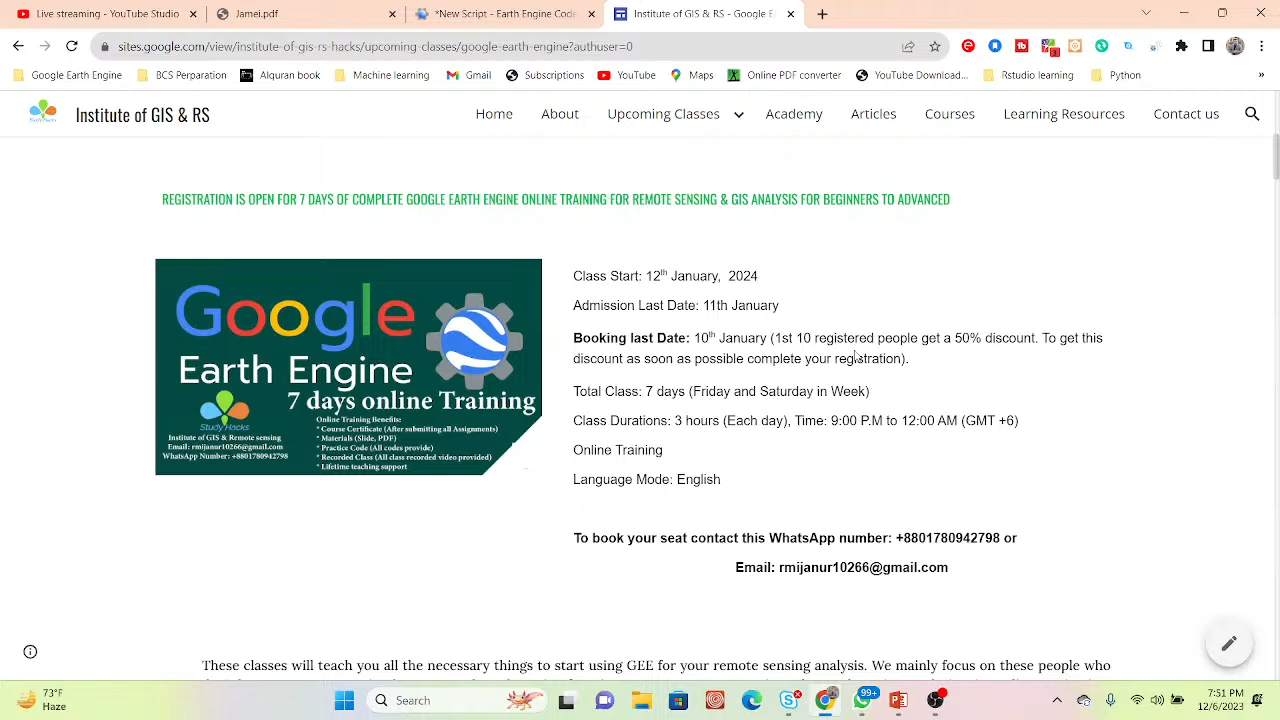 Live streaming - YouTube Studio
Gamei.pdf
*New Script - Earth Engine Code
Institute of GIS & RS - Google E
sites.google.com/view/institute-of-gis-rs-hacks/upcoming-classes/google-earth-engine?authuser=0
Google Earth Engine
BCS Perparation
Alquran book
Machine learning
Gmail
Subscriptions
YouTube
Maps
Online PDF converter
YouTube Download...
Rstudio learning
Python
»
Institute of GIS & RS
Home
About
Upcoming Classes
Academy
Articles
Courses
Learning Resources
Contact us
REGISTRATION IS OPEN FOR 7 DAYS OF COMPLETE GOOGLE EARTH ENGINE ONLINE TRAINING FOR REMOTE SENSING & GIS ANALYSIS FOR BEGINNERS TO ADVANCED
Google
Earth Engine
7 days online Training
Study Hacks
Institute of GIS & Remote sensing
Email: rmijanur10266@gmail.com
WhatsApp Number: +8801780942798
Online Training Benefits:
* Course Certificate (After submitting all Assignments)
* Materials (Slide, PDF)
* Practice Code (All codes provide)
* Recorded Class (All class recorded video provided)
* Lifetime teaching support
Class Start: 12th January, 2024
Admission Last Date: 11th January
Booking last Date: 10th January (1st 10 registered people get a 50% discount. To get this
discount as soon as possible complete your registration).
Total Class: 7 days (Friday and Saturday in Week)
Class Durations: 3 hours (Each day), Time: 9:00 P.M to 12:00 AM (GMT +6)
Online Training
Language Mode: English
To book your seat contact this WhatsApp number: +8801780942798 or
Email: rmijanur10266@gmail.com
These classes will teach you all the necessary things to start using GEE for your remote sensing analysis. We mainly focus on these people who
73°F
Haze
Search
99+
7:51 PM
12/6/2023